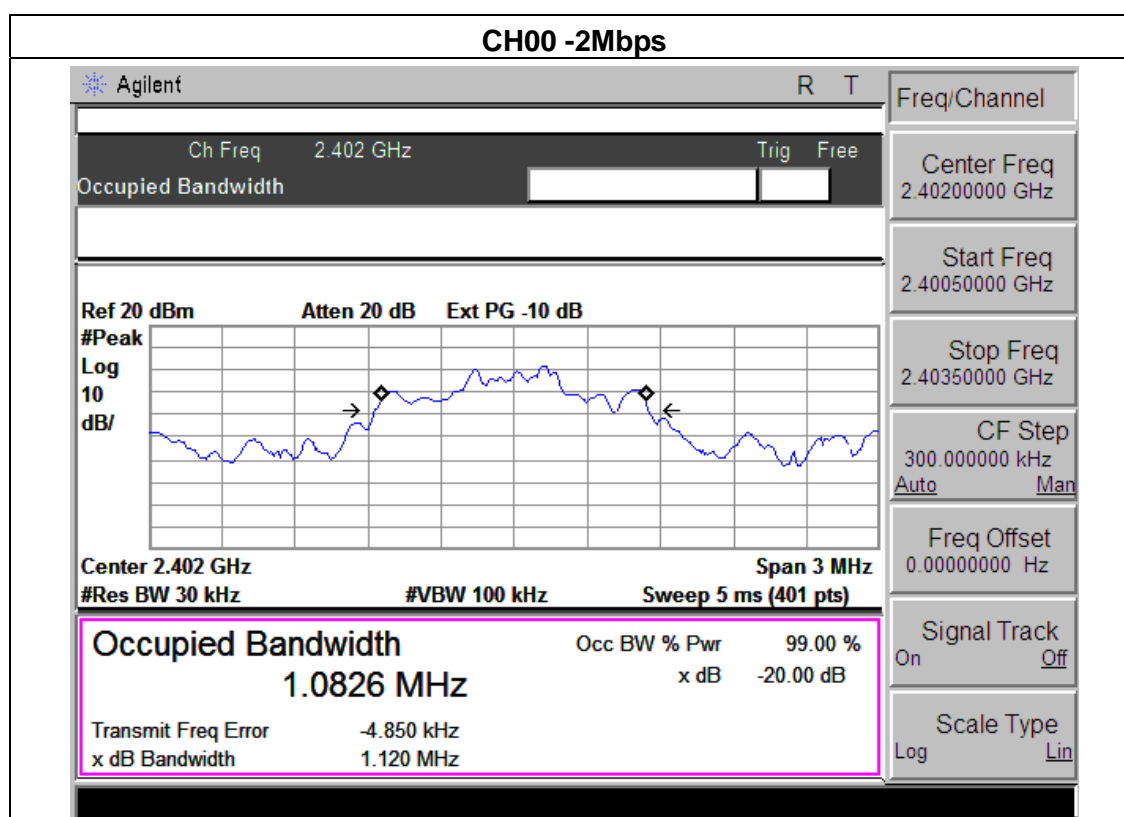 CH00 -2Mbps
Agilent R T
Ch Freq 2.402 GHz Trig Free
Occupied Bandwidth
Ref 20 dBm Atten 20 dB Ext PG -10 dB
#Peak
Log
10
dB/
Center 2.402 GHz Span 3 MHz
#Res BW 30 kHz #VBW 100 kHz Sweep 5 ms (401 pts)
Occupied Bandwidth Occ BW % Pwr 99.00 %
1.0826 MHz x dB -20.00 dB
Transmit Freq Error -4.850 kHz
x dB Bandwidth 1.120 MHz
Freq/Channel
Center Freq
2.40200000 GHz
Start Freq
2.40050000 GHz
Stop Freq
2.40350000 GHz
CF Step
300.000000 kHz
Auto Man
Freq Offset
0.00000000 Hz
Signal Track
On Off
Scale Type
Log Lin